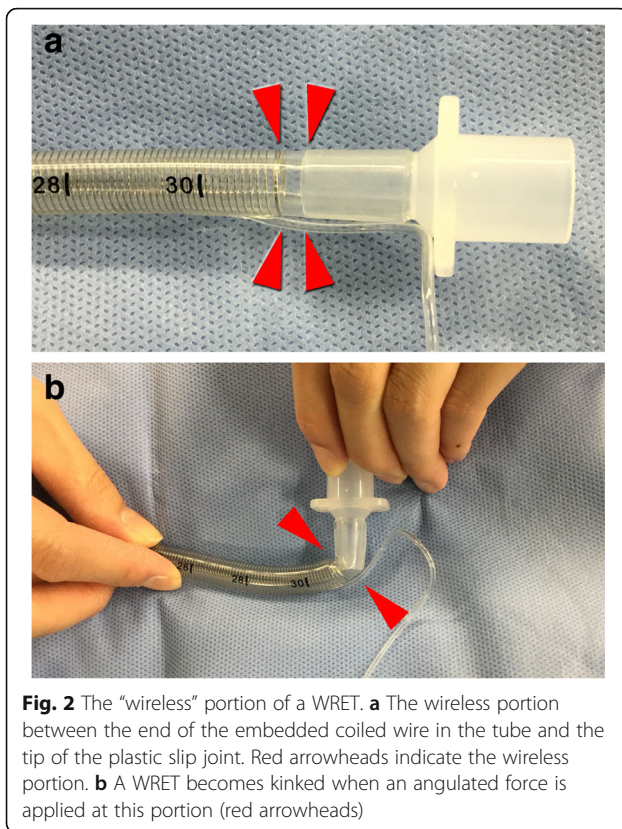 a
28
30
b
26
28
30
Fig. 2 The “wireless” portion of a WRET. a The wireless portion
between the end of the embedded coiled wire in the tube and the
tip of the plastic slip joint. Red arrowheads indicate the wireless
portion. b A WRET becomes kinked when an angulated force is
applied at this portion (red arrowheads)